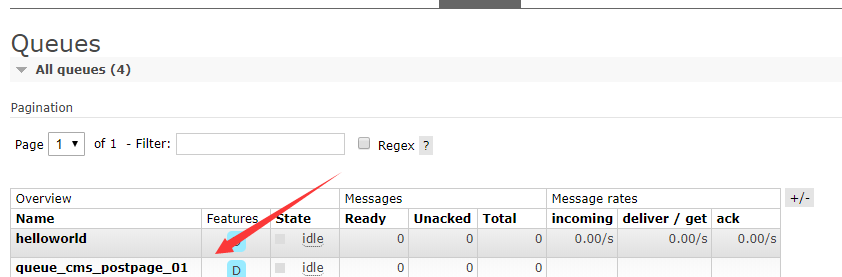 Queues
All queues (4)
Pagination
Page 1 of 1 - Filter: Regex ?
Overview Messages Message rates +/-
Name Features State Ready Unacked Total incoming deliver / get ack
helloworld idle 0 0 0 0.00/s 0.00/s 0.00/s
queue_cms_postpage_01 D idle 0 0 0